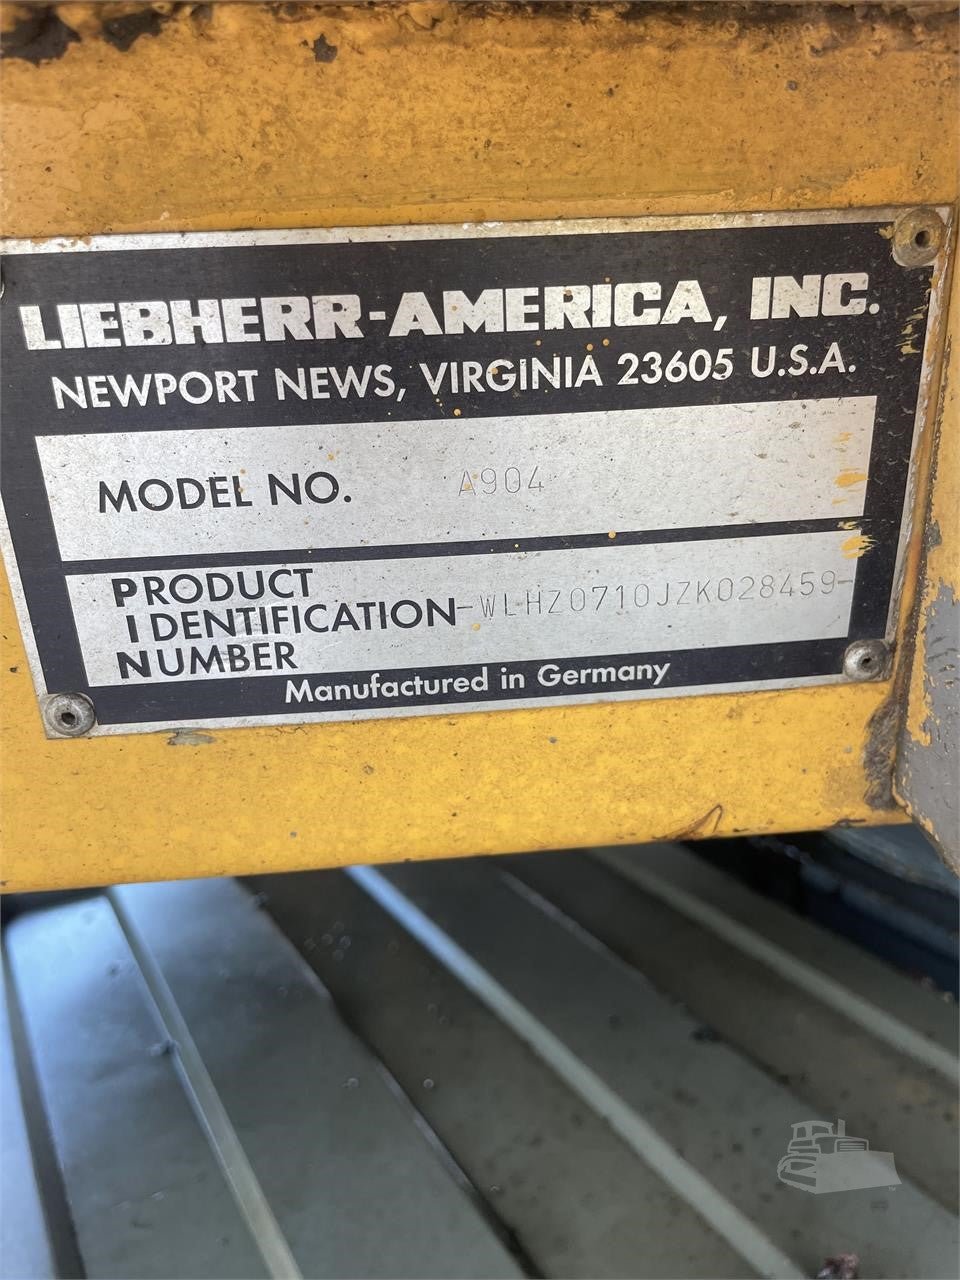 LIEBHERR-AMERICA, INC.
NEWPORT NEWS, VIRGINIA 23605 U.S.A.
MODEL NO. A904
PRODUCT
IDENTIFICATION -WLHZ0710JZK028459-
NUMBER
Manufactured in Germany